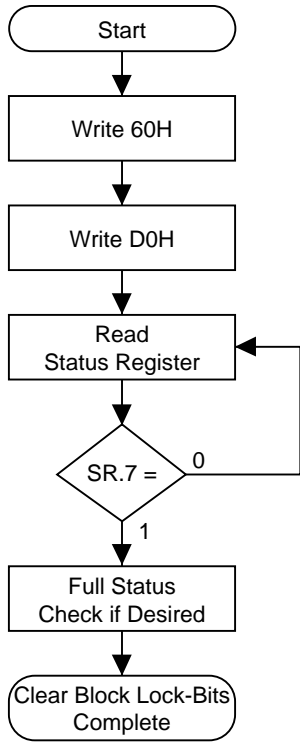 Start
Write 60H
Write D0H
Read
Status Register
SR.7 =
0
1
Full Status
Check if Desired
Clear Block Lock-Bits
Complete